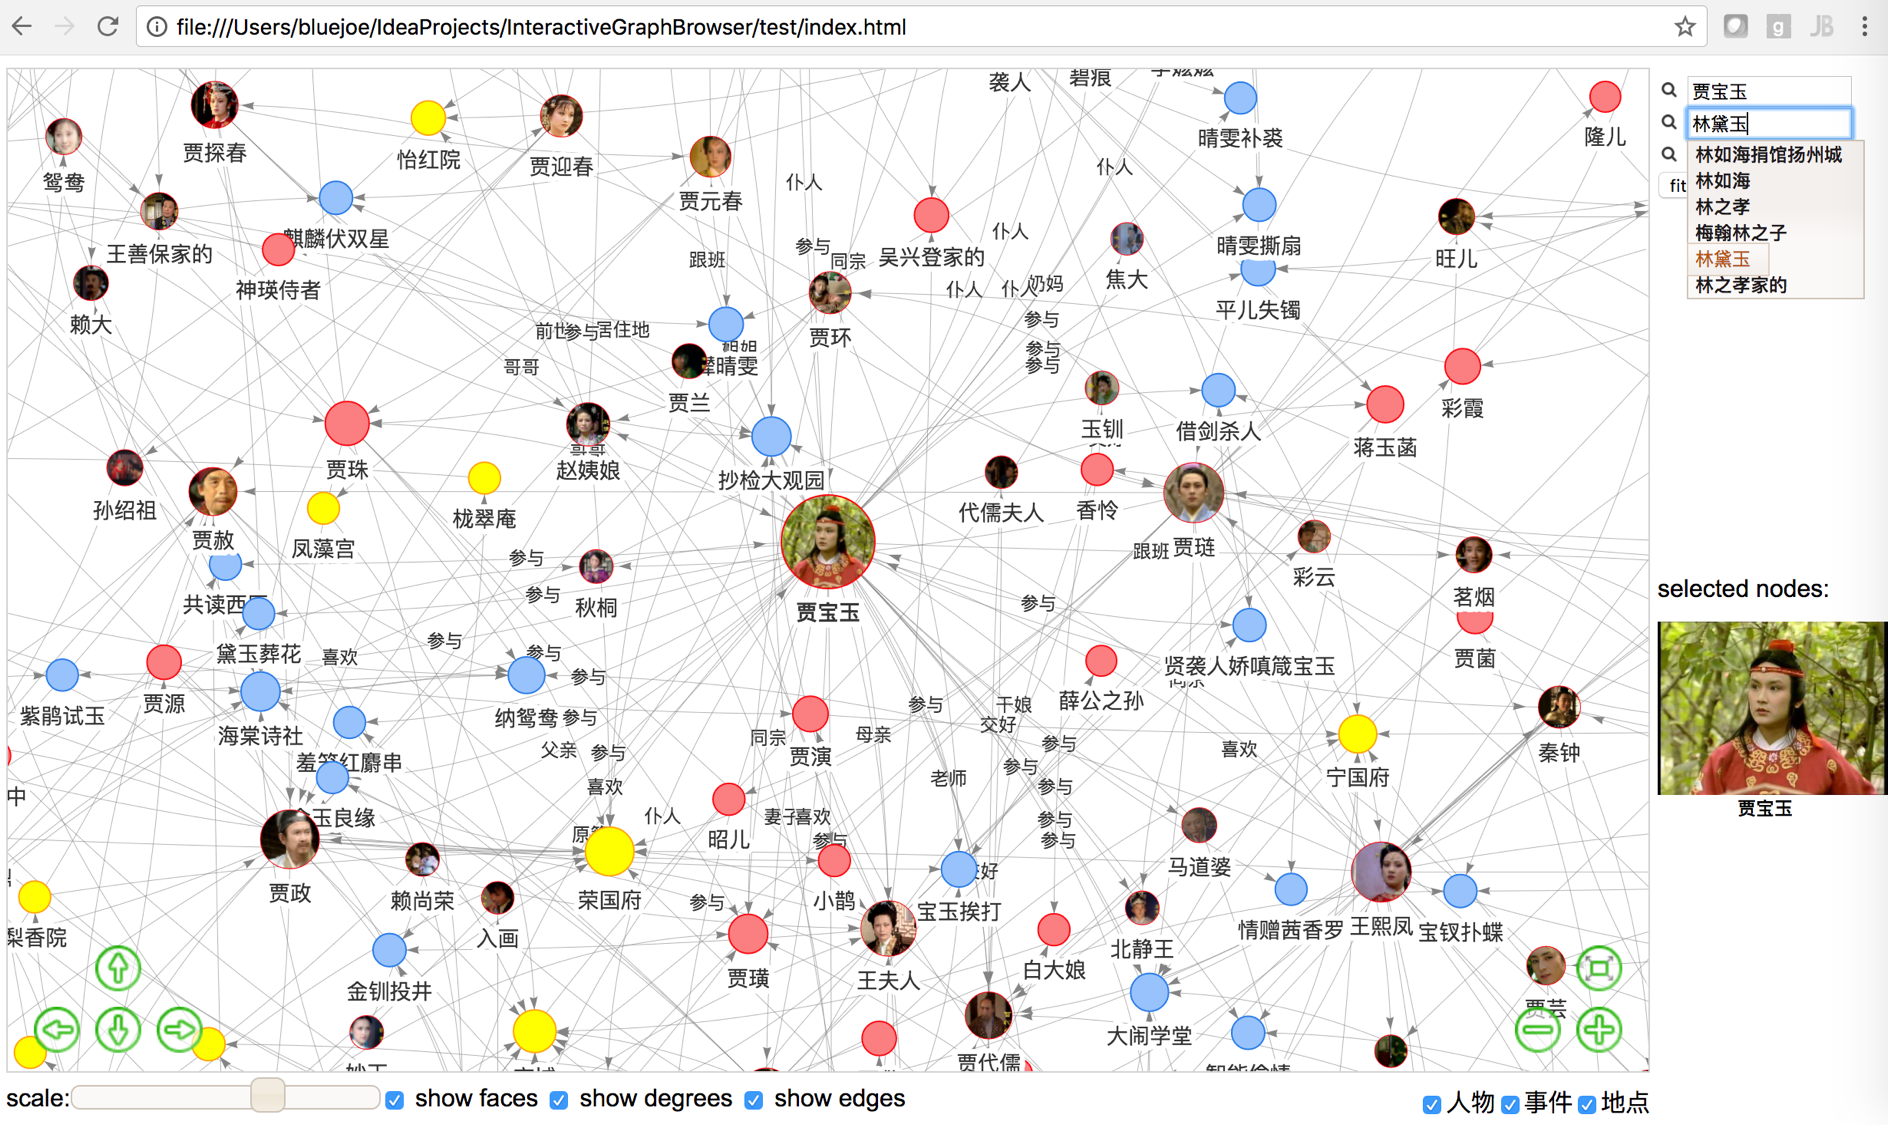 file:///Users/bluejoe/IdeaProjects/InteractiveGraphBrowser/test/index.html
贾宝玉
林黛玉
林如海捐馆扬州城
林如海
林之孝
梅翰林之子
林黛玉
林之孝家的
fit
袭人
碧痕
晴雯补裘
隆儿
贾探春
怡红院
贾迎春
鸳鸯
贾元春
仆人
仆人
王善保家的
麒麟伏双星
神瑛侍者
跟班
参与
同宗
吴兴登家的
仆人
焦大
晴雯撕扇
旺儿
仆人
仆人
奶妈
平儿失镯
赖大
参与
居住地
贾环
参与
哥哥
晴雯
参与
参与
贾兰
彩霞
玉钏
借剑杀人
蒋玉菡
贾珠
赵姨娘
抄检大观园
孙绍祖
栊翠庵
代儒夫人
香怜
贾赦
凤藻宫
参与
跟班
贾琏
彩云
茗烟
共读西
参与
秋桐
贾宝玉
参与
黛玉葬花
喜欢
参与
参与
参与
贤袭人娇嗔箴宝玉
贾菌
紫鹃试玉
贾源
纳鸳鸯
参与
参与
干娘
交好
薛公之孙
海棠诗社
父亲
参与
同宗
贾演
母亲
参与
喜欢
宁国府
秦钟
红麝串
中
喜欢
老师
参与
参与
玉良缘
仆人
昭儿
妻子
喜欢
参与
参与
参与
马道婆
贾政
赖尚荣
荣国府
参与
小鹊
好
宝玉挨打
梨香院
入画
贾璜
王夫人
白大娘
北静王
情赠茜香罗
王熙凤
宝钗扑蝶
金钏投井
贾芸
大闹学堂
贾代儒
selected nodes:
贾宝玉
scale:
show faces
show degrees
show edges
人物
事件
地点